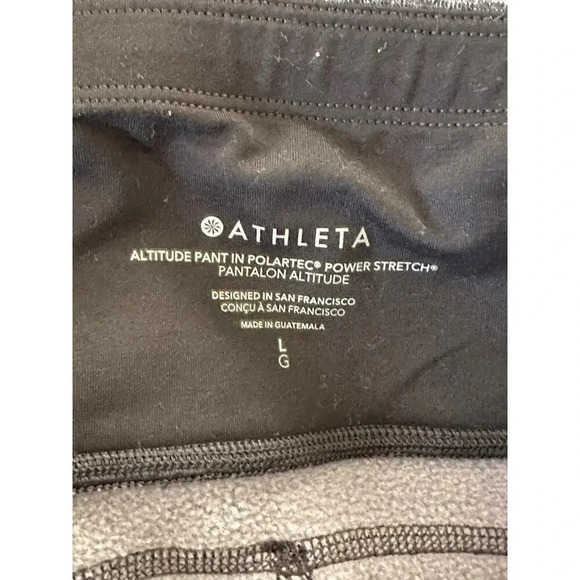 ATHLETA
ALTITUDE PANT IN POLARTEC® POWER STRETCH®
PANTALON ALTITUDE
DESIGNED IN SAN FRANCISCO
CONÇU À SAN FRANCISCO
MADE IN GUATEMALA
L
G